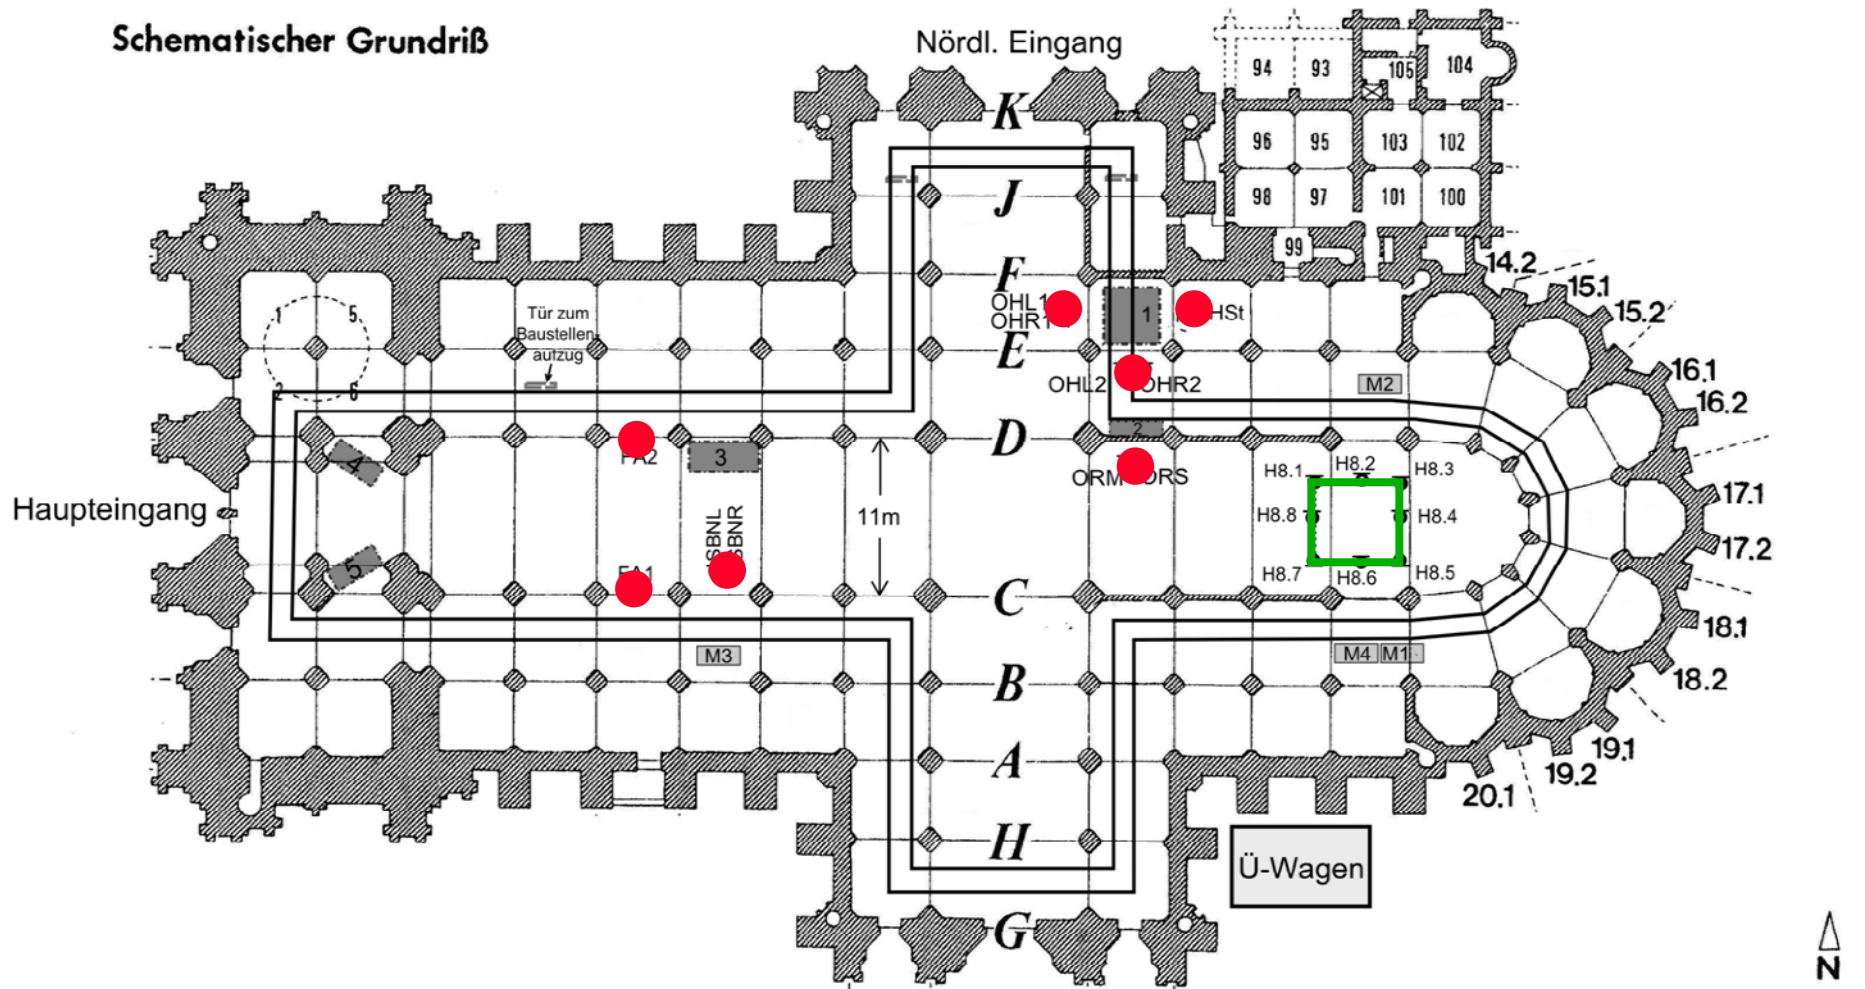 Schematischer Grundriß
Nördl. Eingang
94
93
105
104
K
96
95
103
102
J
98
97
101
100
99
14.2
15.1
15.2
F
OHL1
OHR1
1
HSt
1
5
Tür zum
Baustellen
aufzug
E
OHL2
OHR2
M2
16.1
16.2
2
6
D
2
FA2
3
4
ORM
ORS
H8.1
H8.2
H8.3
17.1
Haupteingang
11m
H8.8
H8.4
SBNL
SBNR
17.2
5
FA1
H8.7
H8.6
H8.5
C
18.1
M3
M4
M1
B
18.2
19.1
A
19.2
20.1
H
Ü-Wagen
G
N